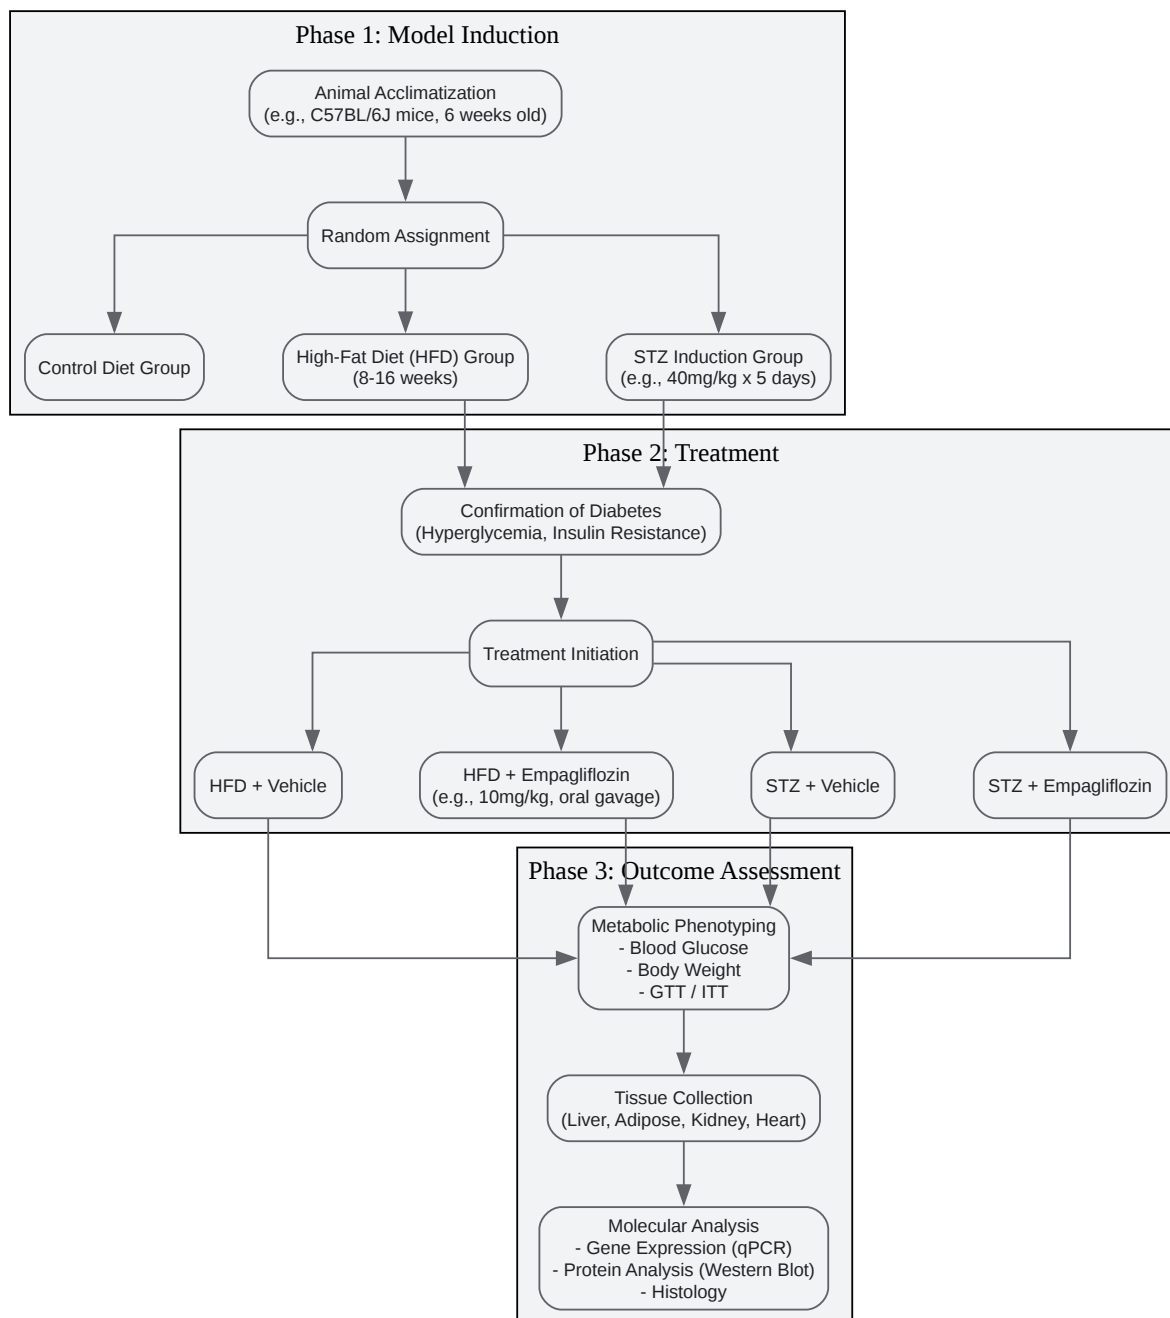 Phase 1: Model Induction
Animal Acclimatization
(e.g., C57BL/6J mice, 6 weeks old)
Random Assignment
Control Diet Group
High-Fat Diet (HFD) Group
(8-16 weeks)
STZ Induction Group
(e.g., 40mg/kg x 5 days)
Phase 2: Treatment
Confirmation of Diabetes
(Hyperglycemia, Insulin Resistance)
Treatment Initiation
HFD + Vehicle
HFD + Empagliflozin
(e.g., 10mg/kg, oral gavage)
STZ + Vehicle
STZ + Empagliflozin
Phase 3: Outcome Assessment
Metabolic Phenotyping
- Blood Glucose
- Body Weight
- GTT / ITT
Tissue Collection
(Liver, Adipose, Kidney, Heart)
Molecular Analysis
- Gene Expression (qPCR)
- Protein Analysis (Western Blot)
- Histology